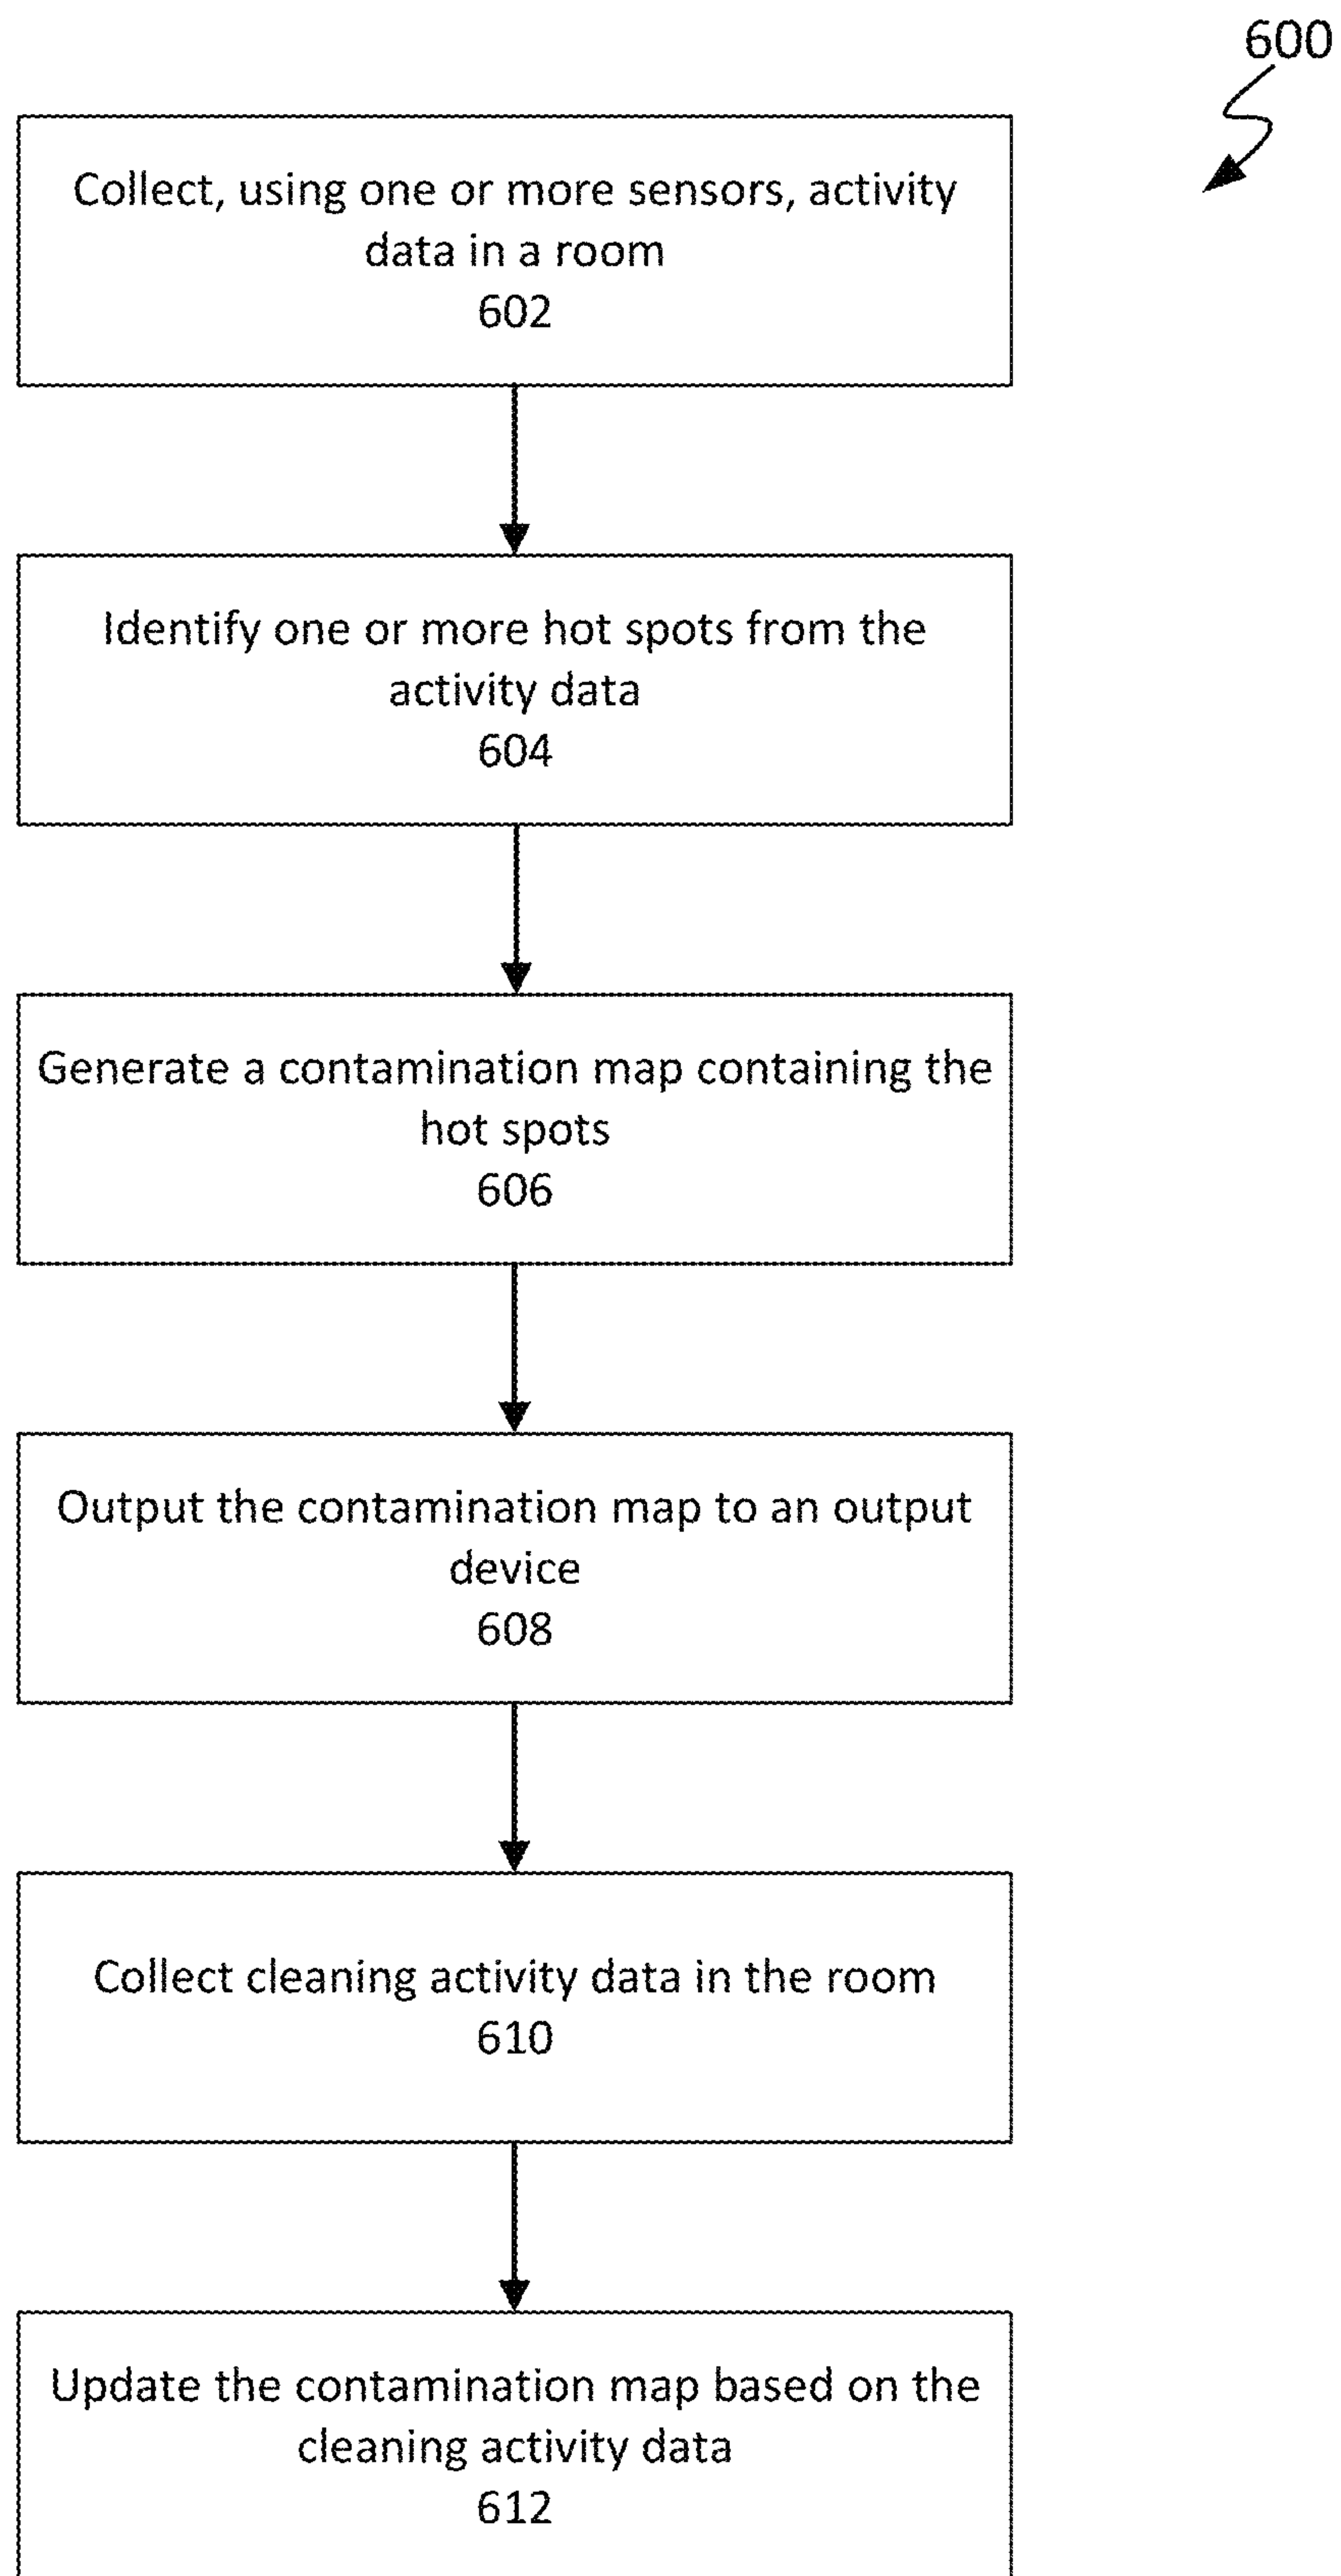 600
Collect, using one or more sensors, activity
data in a room
602
Identify one or more hot spots from the
activity data
604
Generate a contamination map containing the
hot spots
606
Output the contamination map to an output
device
608
Collect cleaning activity data in the room
610
Update the contamination map based on the
cleaning activity data
612